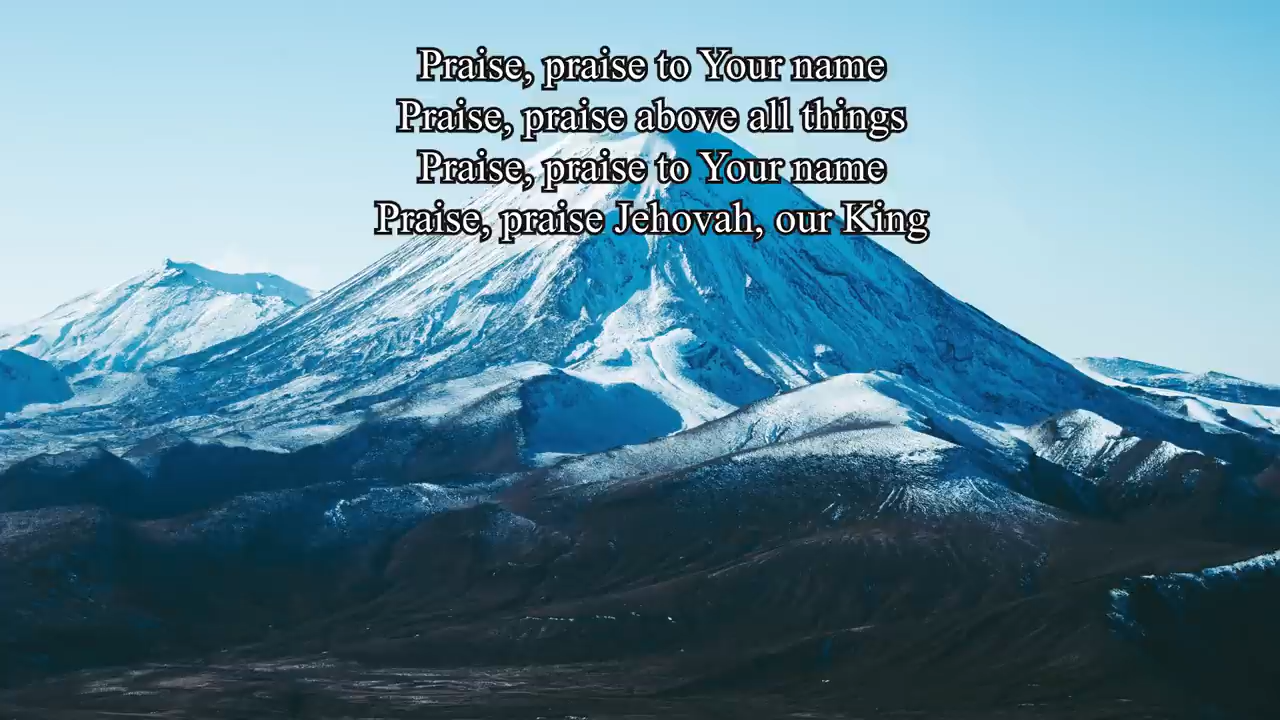 Praise, praise to Your name
Praise, praise above all things
Praise, praise to Your name
Praise, praise Jehovah, our King